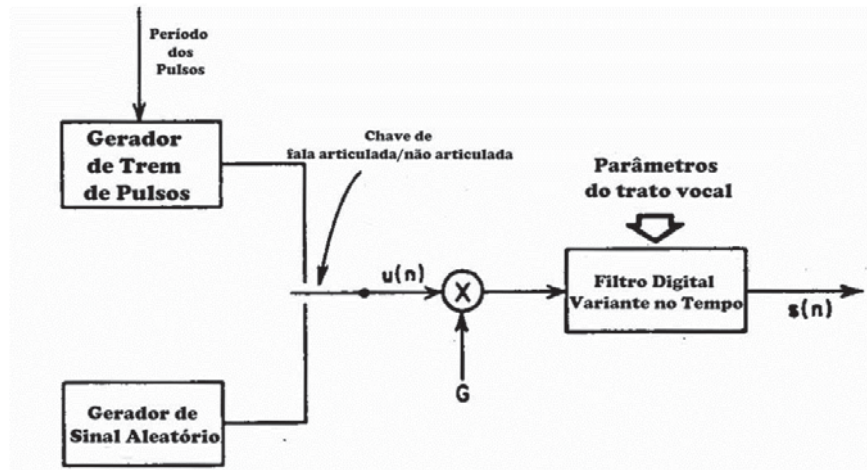 Período
dos
Pulsos
Gerador
de Trem
de Pulsos
Chave de
fala articulada/não articulada
Parâmetros
do trato vocal
u(n)
X
G
Filtro Digital
Variante no Tempo
s(n)
Gerador de
Sinal Aleatório